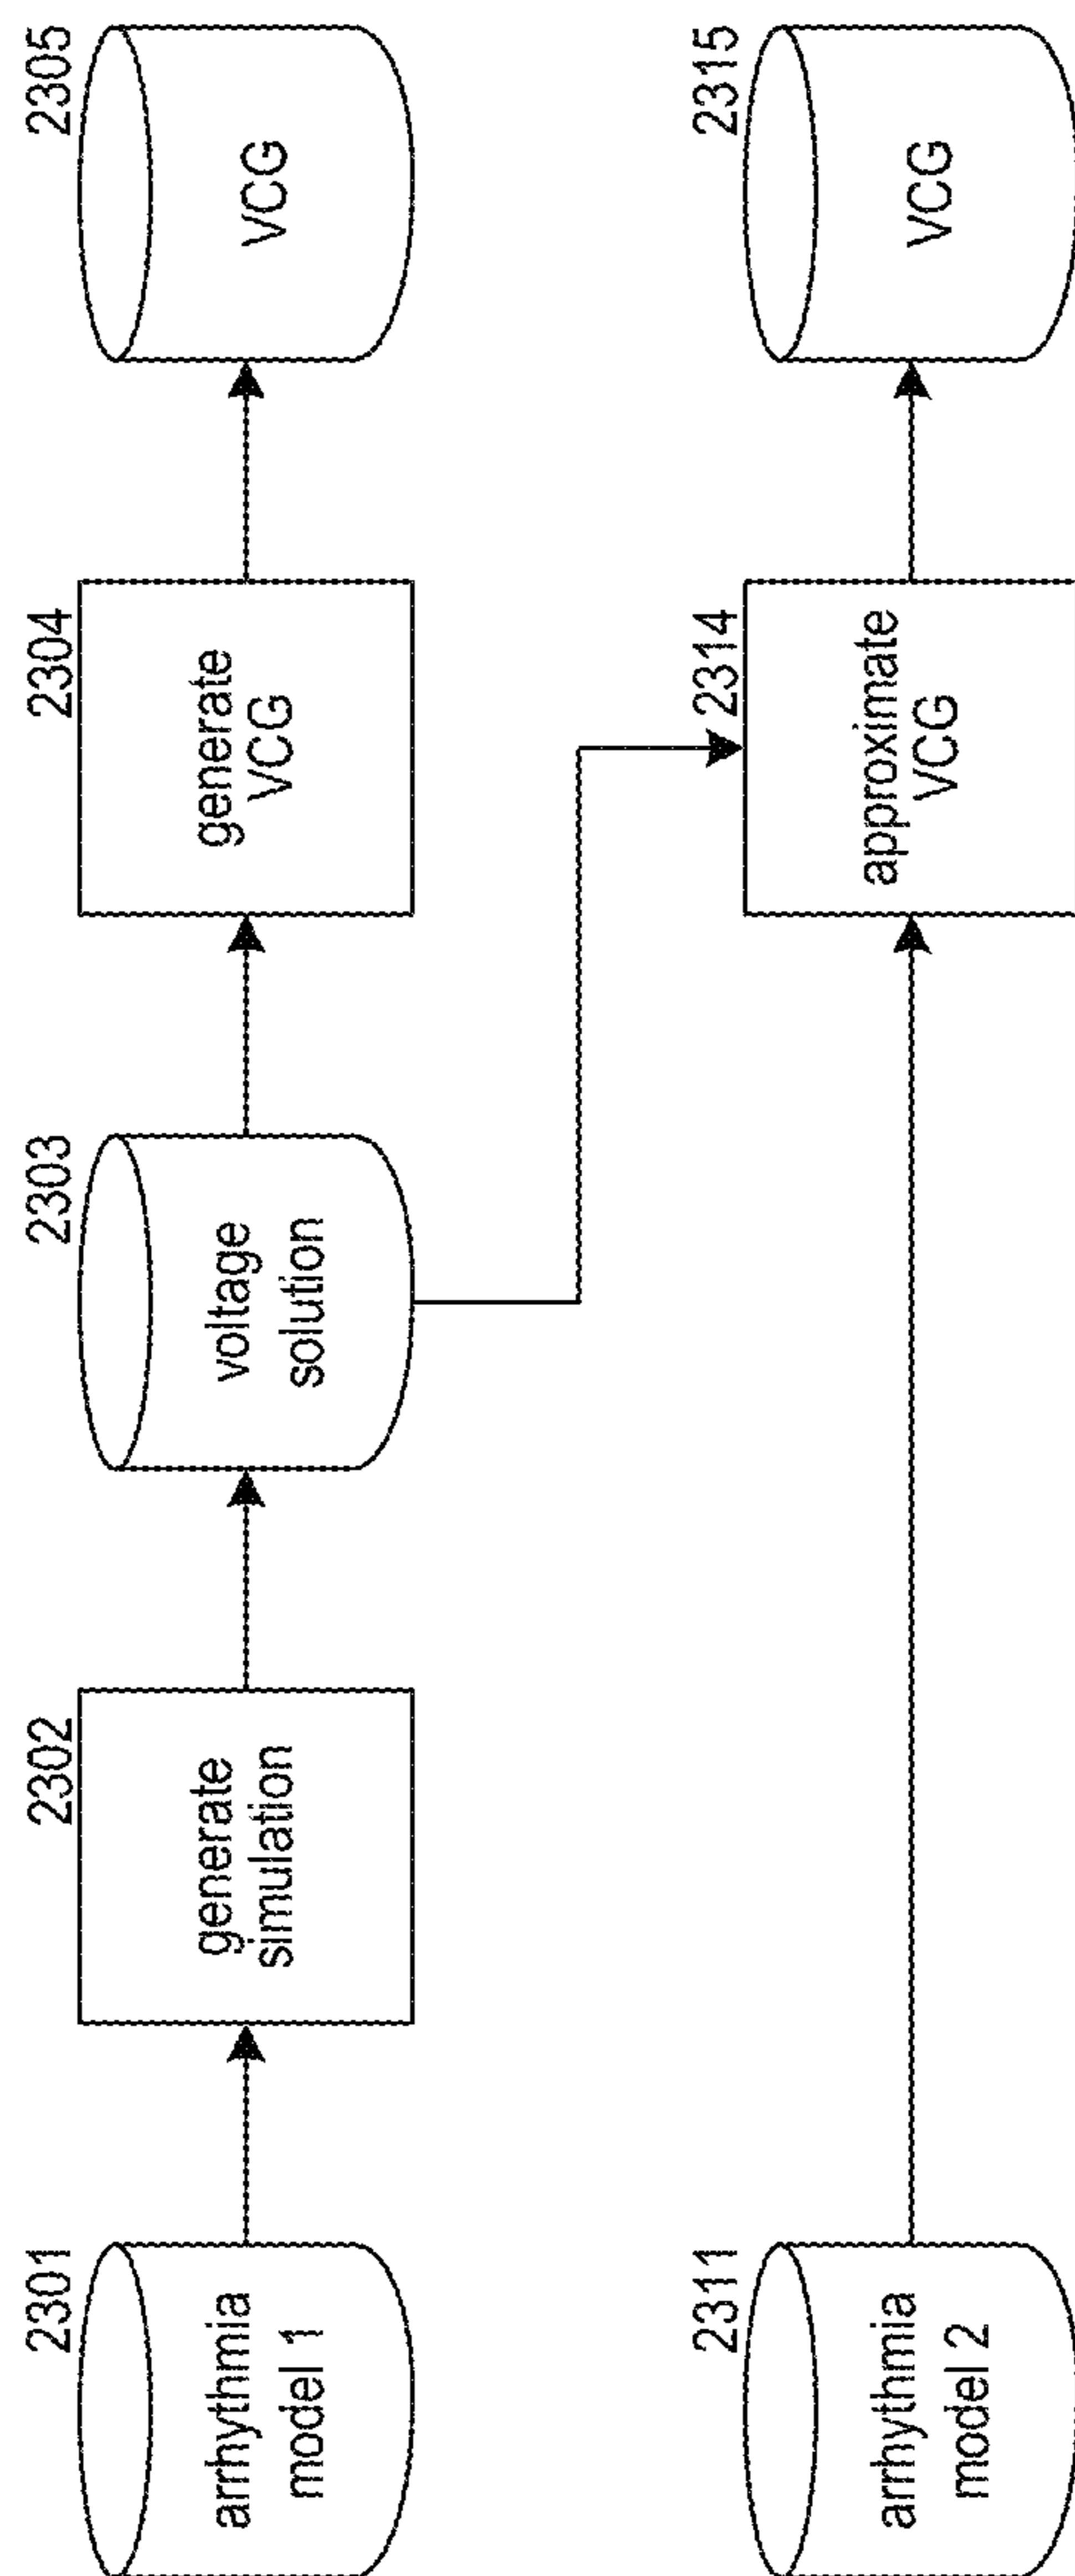 2301
arrhythmia
model 1
2302
generate
simulation
2303
voltage
solution
2304
generate
VCG
2305
VCG
2311
arrhythmia
model 2
2314
approximate
VCG
2315
VCG